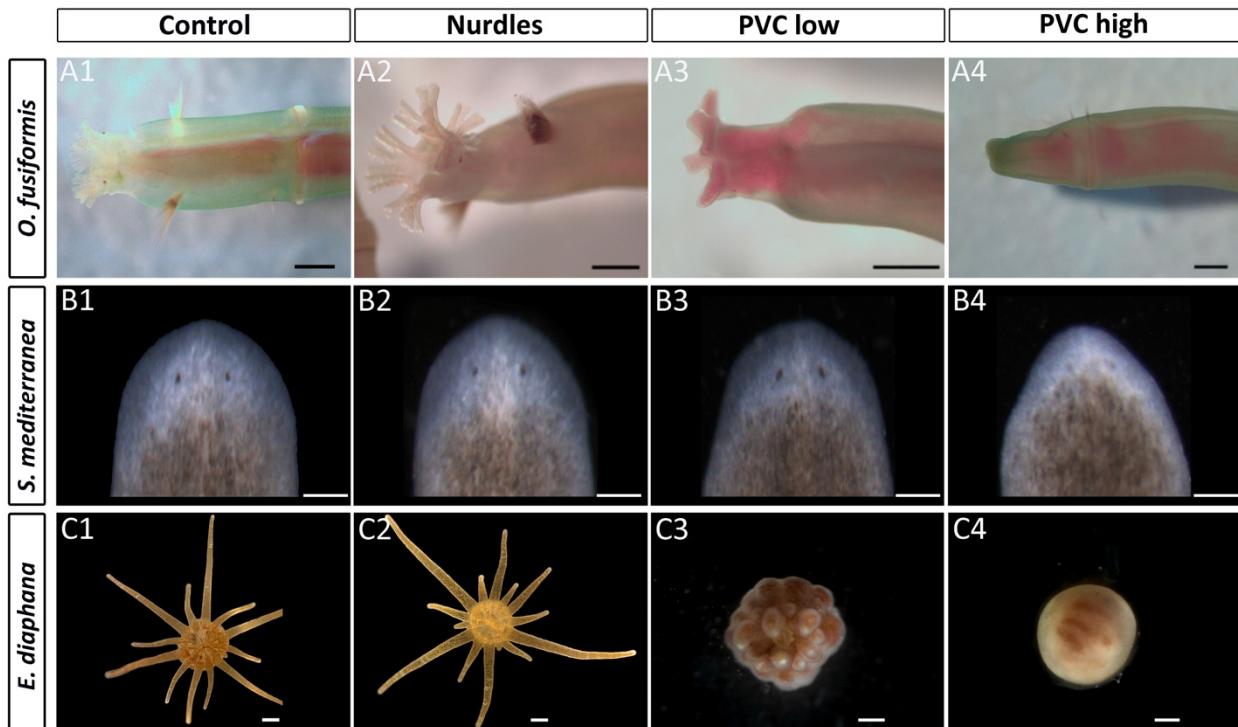 Control Nurdles PVC low PVC high
O. fusiformis
A1 A2 A3 A4
S. mediterranea
B1 B2 B3 B4
E. diaphana
C1 C2 C3 C4